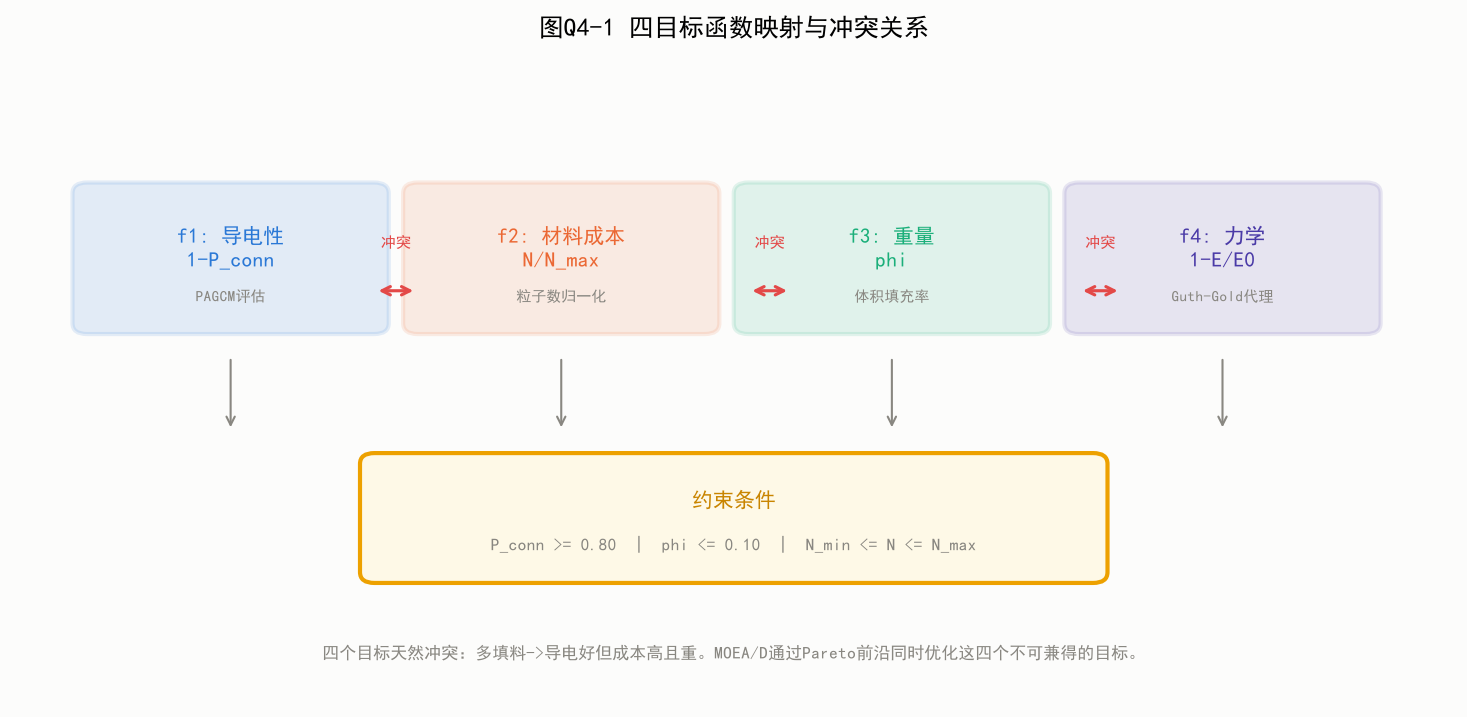 图Q4-1 四目标函数映射与冲突关系
f1: 导电性
1-P_conn
PAGCM评估
冲突
f2: 材料成本
N/N_max
粒子数归一化
冲突
f3: 重量
phi
体积填充率
冲突
f4: 力学
1-E/E0
Guth-Gold代理
约束条件
P_conn >= 0.80 | phi <= 0.10 | N_min <= N <= N_max
四个目标天然冲突: 多填料->导电好但成本高且重。MOEA/D通过Pareto前沿同时优化这四个不可兼得的目标。